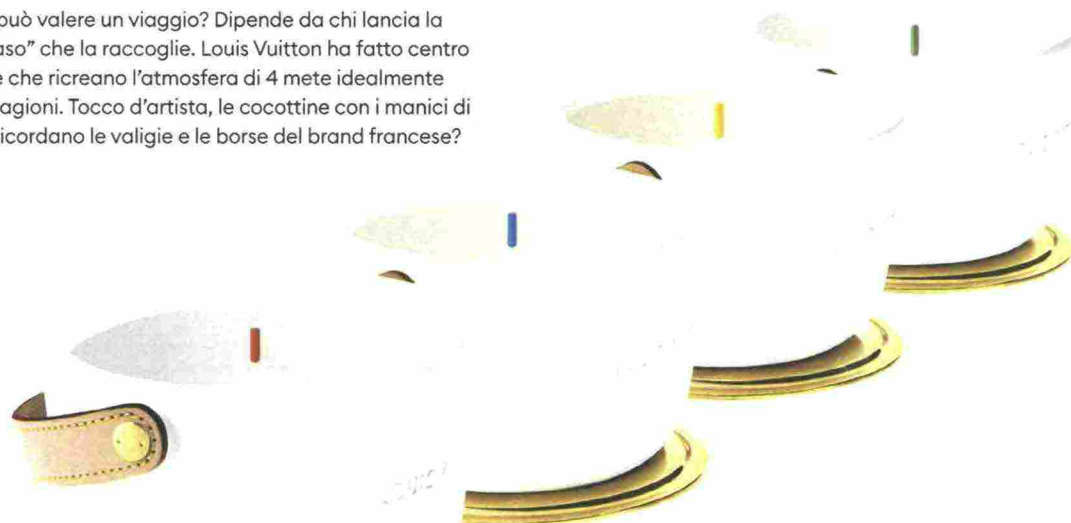 può valere un viaggio? Dipende da chi lancia la
aso” che la raccoglie. Louis Vuitton ha fatto centro
e che ricreano l’atmosfera di 4 mete idealmente
agioni. Tocco d’artista, le cocottine con i manici di
icordano le valigie e le borse del brand francese?